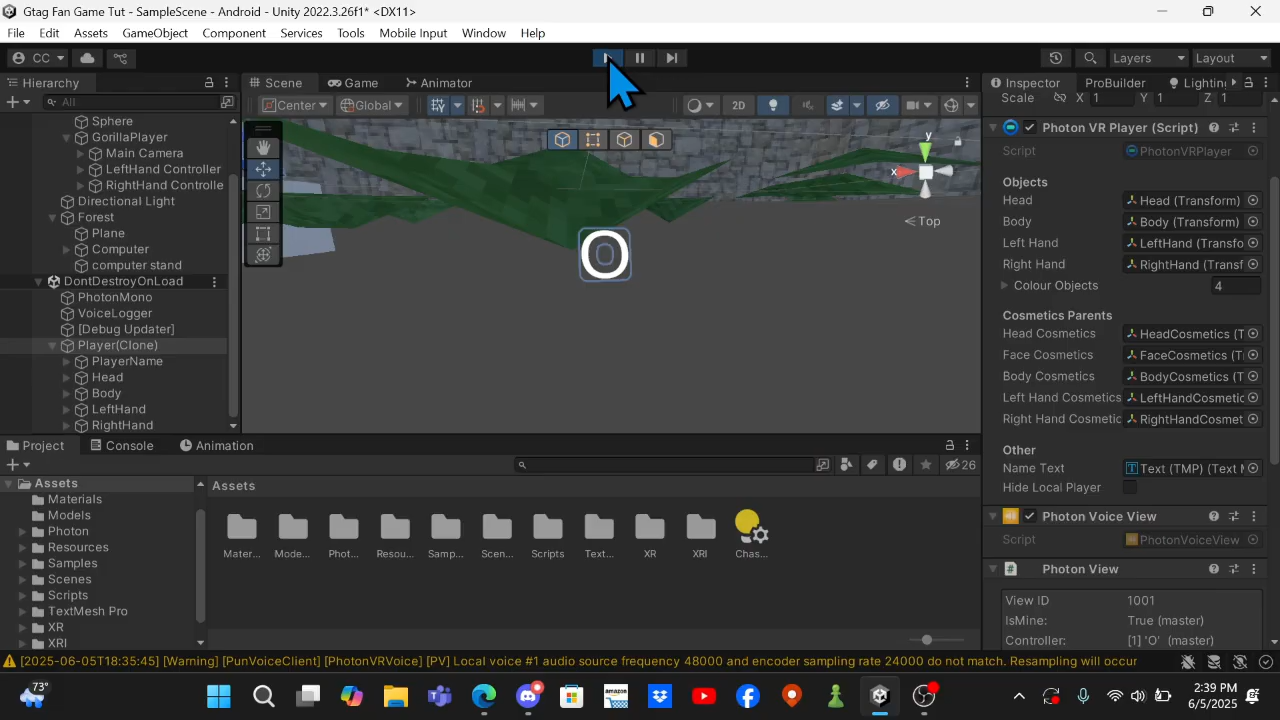 Gtag Fan Game Tut - SampleScene - Android - Unity 2022.3.26f1* <DX11>
File Edit Assets GameObject Component Services Tools Mobile Input Window Help
CC
Layers Layout
Hierarchy
Scene Game Animator
Inspector ProBuilder Lighting
All
Center Global 2D
Scale X 1 Y 1 Z 1
Sphere
GorillaPlayer
Main Camera
LeftHand Controller
RightHand Controlle
Directional Light
Forest
Plane
Computer
computer stand
DontDestroyOnLoad
PhotonMono
VoiceLogger
[Debug Updater]
Player(Clone)
PlayerName
Head
Body
LeftHand
RightHand
y
x
< Top
O
Photon VR Player (Script)
Script PhotonVRPlayer
Objects
Head Head (Transform)
Body Body (Transform)
Left Hand LeftHand (Transfo
Right Hand RightHand (Transf
Colour Objects 4
Cosmetics Parents
Head Cosmetics HeadCosmetics (T
Face Cosmetics FaceCosmetics (T
Body Cosmetics BodyCosmetics (T
Left Hand Cosmetics LeftHandCosmetic
Right Hand Cosmetic RightHandCosmet
Other
Name Text Text (TMP) (Text M
Hide Local Player
Photon Voice View
Script PhotonVoiceView
Photon View
View ID 1001
IsMine: True (master)
Controller: [1] 'O' (master)
Project Console Animation
26
Assets
Materials
Models
Photon
Resources
Samples
Scenes
Scripts
TextMesh Pro
XR
XRI
Assets
Mater... Mode... Phot... Resou... Samp... Scen... Scripts Text... XR XRI Chas...
[2025-06-05T18:35:45] [Warning] [PunVoiceClient] [PhotonVRVoice] [PV] Local voice #1 audio source frequency 48000 and encoder sampling rate 24000 do not match. Resampling will occur
73°
amazon
2:39 PM
6/5/2025